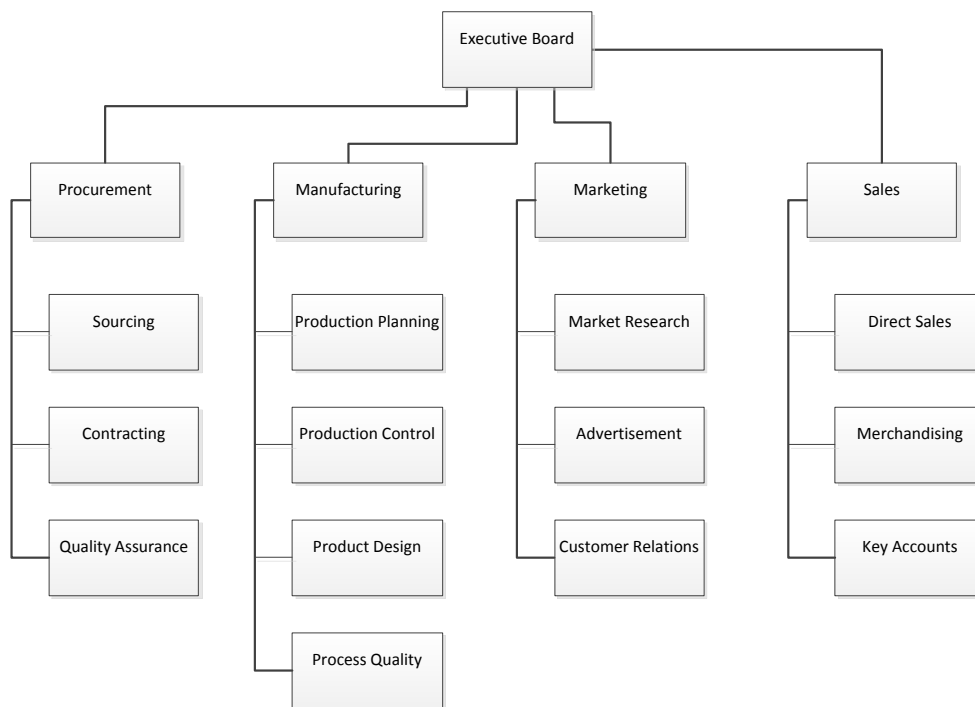 Executive Board
Procurement
Manufacturing
Marketing
Sales
Sourcing
Production Planning
Market Research
Direct Sales
Contracting
Production Control
Advertisement
Merchandising
Quality Assurance
Product Design
Customer Relations
Key Accounts
Process Quality